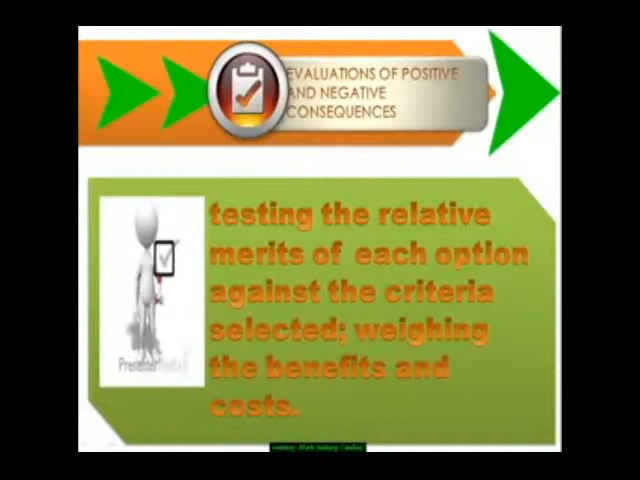 EVALUATIONS OF POSITIVE
AND NEGATIVE
CONSEQUENCES
testing the relative
merits of each option
against the criteria
selected; weighing
the benefits and
costs.
Presenter